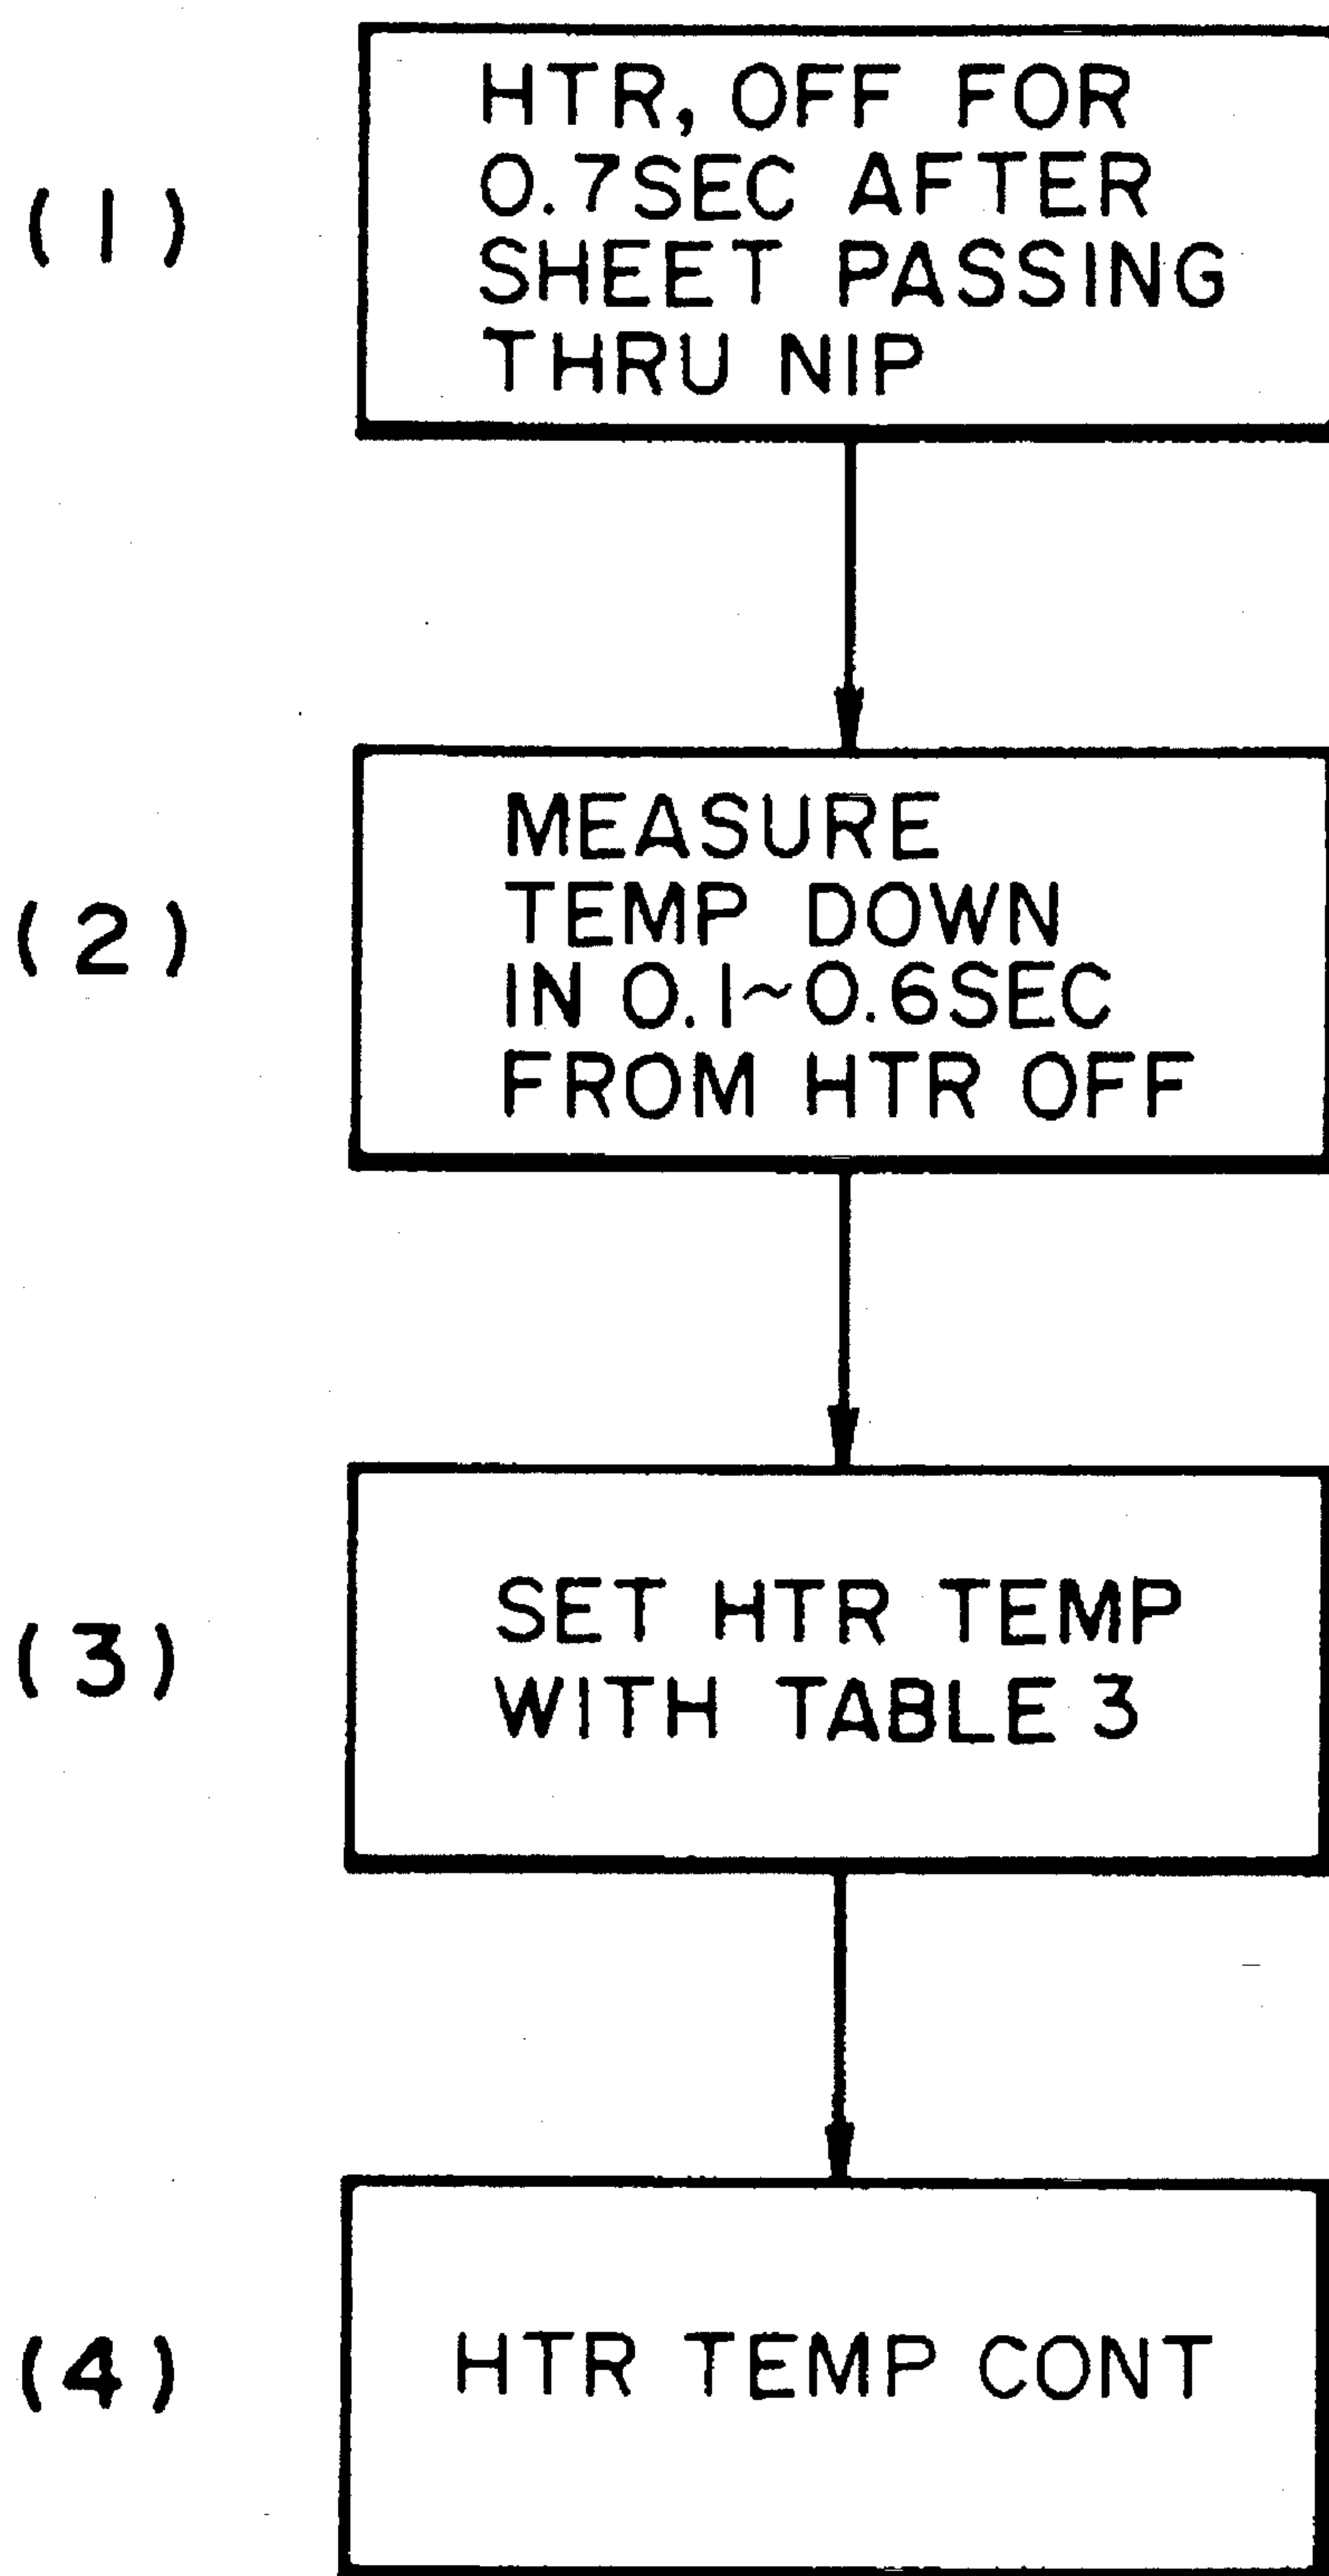 (1)
HTR, OFF FOR
0.7SEC AFTER
SHEET PASSING
THRU NIP
(2)
MEASURE
TEMP DOWN
IN 0.1~0.6SEC
FROM HTR OFF
(3)
SET HTR TEMP
WITH TABLE 3
(4)
HTR TEMP CONT